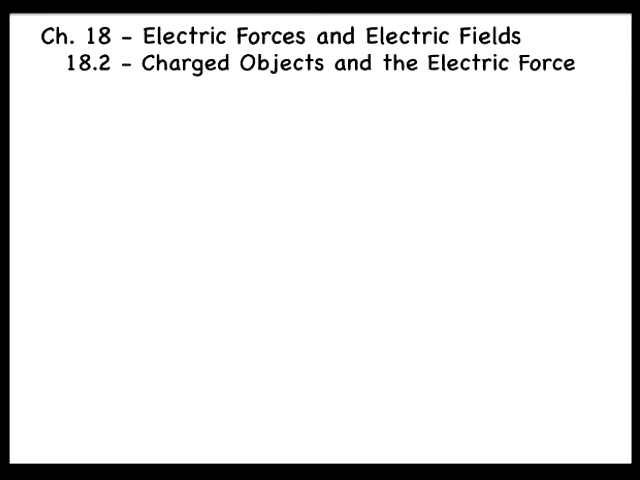 Ch. 18 - Electric Forces and Electric Fields
18.2 - Charged Objects and the Electric Force